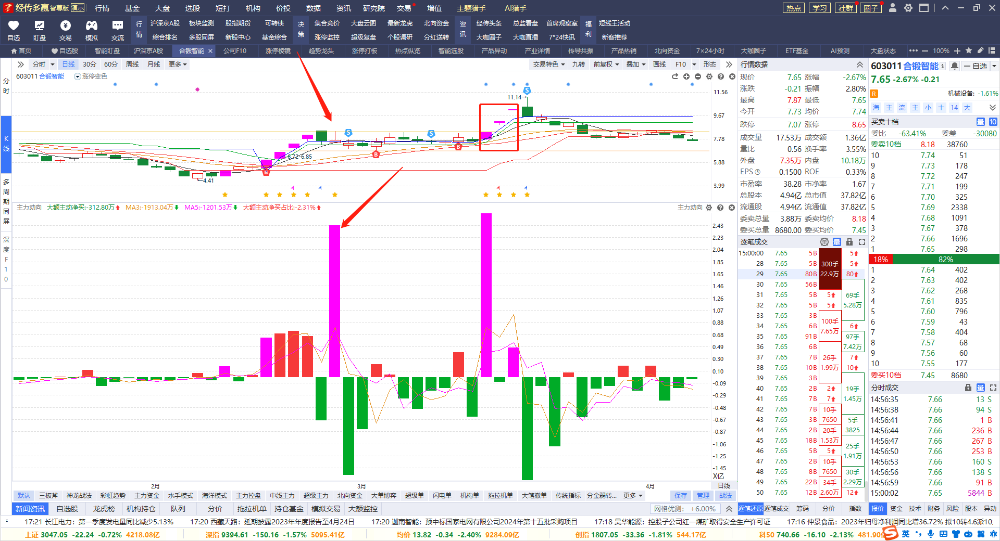 经传多赢 智尊版 演示 行情 基金 大盘 选股 短打 机构 价投 数据 资讯 研究院 交易 增值 主题猎手 AI猎手 热点 学习 社群 圈子
自选 盯盘 交易 模拟 交流
行情 沪深京A股 板块监测 股指期货 可转债 决策 集合竞价 大盘云图 最新龙虎 北向资金 资讯 经传头条 总监看盘 首席观察室 福利 短线王活动
综合排名 多股同屏 新股中心 基金综合 涨停监控 超级复盘 个股调研 分红送转 大咖圈子 大咖直播 7*24快讯 新客推荐
首页 自选股 智能盯盘 沪深京A股 合锻智能 公司F10 涨停棱镜 趋势龙头 涨停打板 热点纵览 智能选股 产品异动 产业详情 传导共振 产品热销 北向资金 7×24小时 大咖圈子 ETF基金 AI预测 大盘状态 100%
分时 日线 30分 60分 周线 月线 更多 交易特色 九转 前复权 叠加 画线 F10 形态
603011 合锻智能 涨停变色
分时
K线
多周期同屏
深度F10
11.14
6.72-6.85
4.41
S
S
S
B
B
B
11.56
9.67
7.78
5.88
3.99
主力动向 大额主动净买:-312.80万 MA3:-1913.04万 MA5:-1201.53万 大额主动净买占比:-2.31% 主力动向
2.43
2.23
2.04
1.85
1.65
1.46
1.26
1.07
0.88
0.68
0.49
0.30
0.10
-0.09
-0.29
-0.48
-0.67
-0.87
-1.06
-1.25
-1.45
X亿
2月 3月 4月 日线
默认 三板斧 神龙战法 彩虹趋势 主力资金 水手模式 海洋模式 主力控盘 中线主力 超级主力 北向资金 大单博弈 超级单 闪电单 机构单 拖拉机单 大笔撤单 传统指标 分金弱转... 更多 保存 管理 战法
新闻资讯 自选股 龙虎榜 机构持仓 队列 分价 拖拉机单 持仓基金 模拟交易 大额监控 网格优测: +6.00%
行情数据
现价 7.65 涨幅 -2.67%
涨跌 -0.21 振幅 2.80%
最高 7.87 最低 7.65
今开 7.73 均价 7.74
跌停 7.07 涨停 8.65
成交量 17.53万 成交额 1.36亿
量比 0.56 换手率 3.55%
外盘 7.35万 内盘 10.18万
EPS③ 0.1500 ROE 0.33%
市盈率 38.28 市净率 1.67
总股本 4.94亿 总市值 37.82亿
流通股 4.94亿 流通值 37.82亿
委卖总量 3.88万 委卖均价 8.18
委买总量 8680.00 委买均价 7.45
逐笔成交 单 量
15:00:00 7.65 5B 5
28 7.65 5B 300手 5
29 7.65 80B 22.9万 80
30 7.65 56B
31 7.65 5B 5 69手
32 7.65 5B 5 5.28万
33 7.65 3B 100手
34 7.65 6B 7.65万 6
35 7.65 91B 97手
36 7.65 6B 7.42万
37 7.65 7B 26手 7
38 7.65 10B 1.99万 10
39 7.65 3B
40 7.65 2B 2 19手
41 7.65 7B 7 1.45万
42 7.65 7B 10手
43 7.65 3B 7650 5手
44 7.65 2B 20手 3825
45 7.65 18B 1.53万 25手
46 7.65 5B 5 1.91万
47 7.65 2B 10手
48 7.65 8B 7650 30手
49 7.65 22B 34手 2.29万
50 7.65 12B 2.60万 12
逐笔还原 逐笔成交 筹码 分价 指数
603011 合锻智能 自选
7.65 -2.67% -0.21
R 机械设备: -1.61%
海 主 流 主 小 十 14 大
买卖十档 量 10
委比 -63.41% 委差 -30080
委卖10档 8.18 38760
10 7.74 51
9 7.73 178
8 7.72 247
7 7.71 199
6 7.70 325
5 7.69 2338
4 7.68 1091
3 7.67 378
2 7.66 1696
1 7.65 298
18% 82%
1 7.64 402
2 7.63 402
3 7.62 268
4 7.61 835
5 7.60 796
6 7.59 43
7 7.58 404
8 7.57 68
9 7.56 60
10 7.55 177
委买10档 7.45 8680
分时成交 量
14:56:35 7.66 13 S
14:56:38 7.66 94 S
14:56:41 7.66 1 B
14:56:44 7.66 236 B
14:56:47 7.66 267 B
14:56:50 7.66 253 B
14:56:53 7.66 160 S
14:56:56 7.66 138 S
14:56:59 7.66 91 B
15:00:02 7.65 5844 B
报价 资金 技术 财务 风险 股本 异动
17:21 长江电力：第一季度发电量同比减少5.13% 17:20 西藏天路：延期披露2023年年度报告至4月24日 17:20 迦南智能：预中标国家电网有限公司2024年第十五批采购项目 17:18 昊华能源：控股子公司红一煤矿取得安全生产许可证 17:16 仲景食品：2023年归母净利润同比增36.72% 拟10转4.6派10
上证 3047.05 -22.24 -0.72% 4218.08亿 深指 9394.61 -150.16 -1.57% 5095.41亿 均价 13.82 -0.34 -2.40% 9284.09亿 创指 1807.05 -33.36 -1.81% 544.17亿 科50 740.66 -16.10 -2.13% 481.90 英